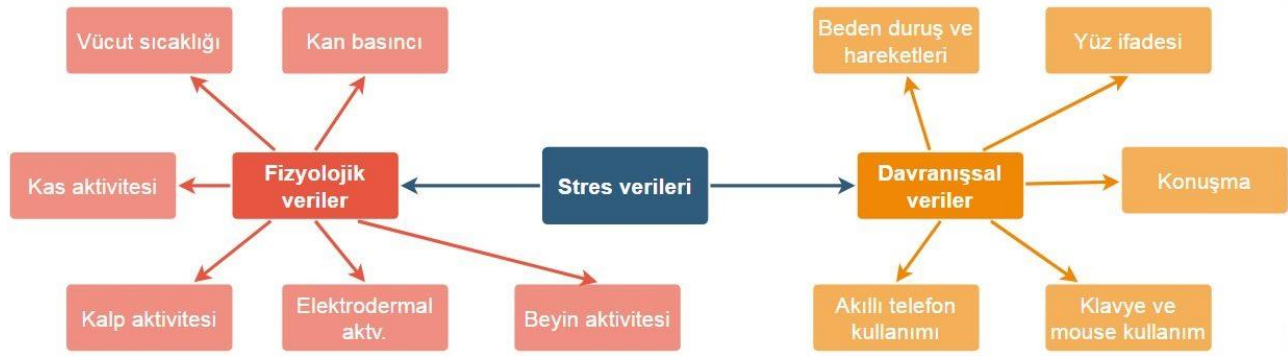 Vücut sıcaklığı
Kan basıncı
Beden duruş ve
hareketleri
Yüz ifadesi
Kas aktivitesi
Fizyolojik
veriler
Stres verileri
Davranışsal
veriler
Konuşma
Kalp aktivitesi
Elektrodermal
aktv.
Beyin aktivitesi
Akıllı telefon
kullanımı
Klavye ve
mouse kullanım